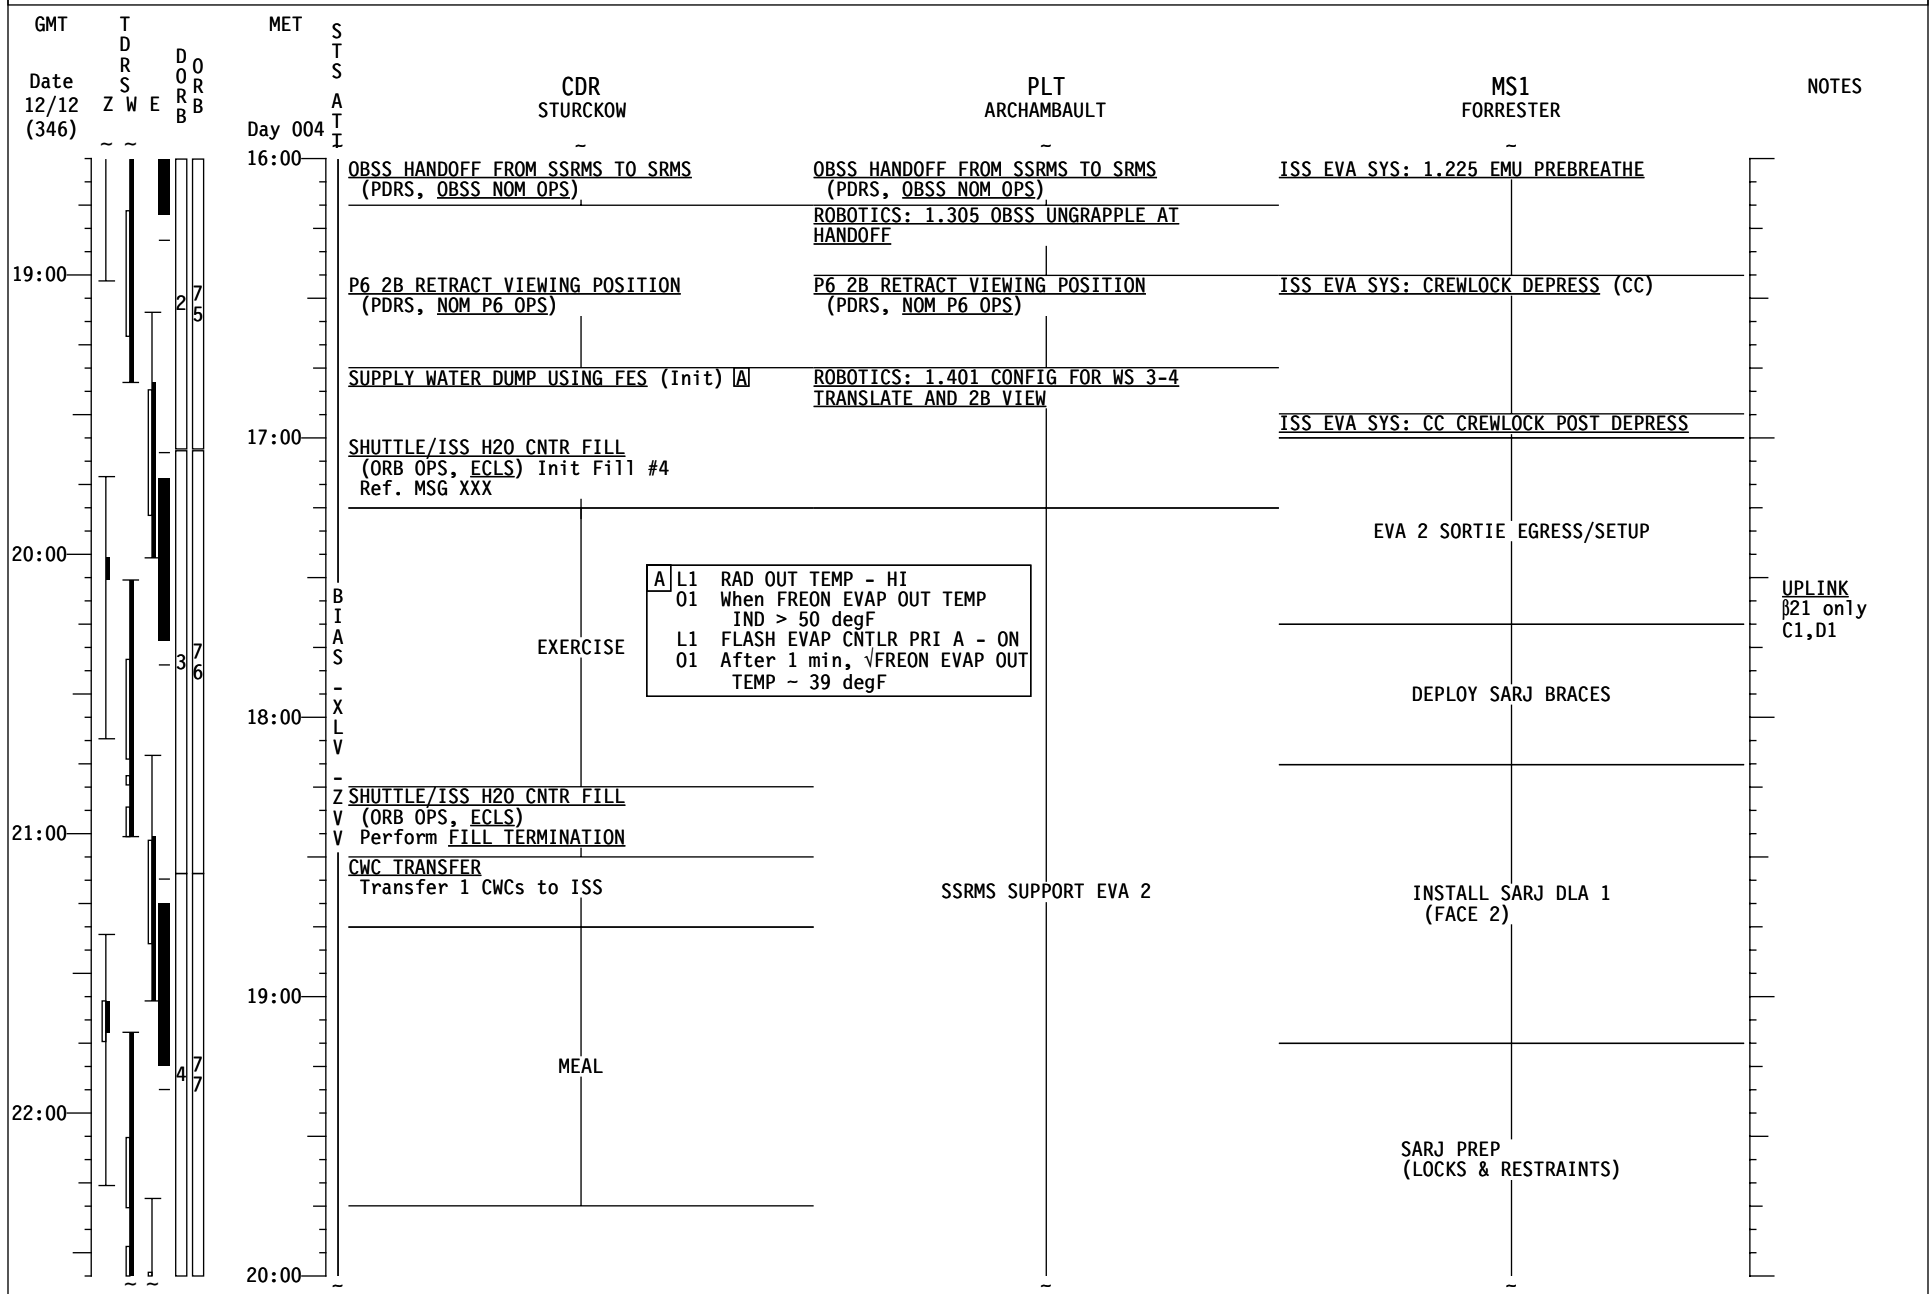 GMT
TDRS
MET
STS ATT
DORB
ORB
Date
12/12
(346)
Z W E
Day 004
CDR
STURCKOW
PLT
ARCHAMBAULT
MS1
FORRESTER
NOTES
~ ~ ~ ~ ~
16:00
OBSS HANDOFF FROM SSRMS TO SRMS
(PDRS, OBSS NOM OPS)
OBSS HANDOFF FROM SSRMS TO SRMS
(PDRS, OBSS NOM OPS)
ISS EVA SYS: 1.225 EMU PREBREATHE
ROBOTICS: 1.305 OBSS UNGRAPPLE AT
HANDOFF
19:00
2
75
P6 2B RETRACT VIEWING POSITION
(PDRS, NOM P6 OPS)
P6 2B RETRACT VIEWING POSITION
(PDRS, NOM P6 OPS)
ISS EVA SYS: CREWLOCK DEPRESS (CC)
SUPPLY WATER DUMP USING FES (Init) A
ROBOTICS: 1.401 CONFIG FOR WS 3-4
TRANSLATE AND 2B VIEW
ISS EVA SYS: CC CREWLOCK POST DEPRESS
17:00
SHUTTLE/ISS H2O CNTR FILL
(ORB OPS, ECLS) Init Fill #4
Ref. MSG XXX
EVA 2 SORTIE EGRESS/SETUP
20:00
BIAS -XLV -ZVV
A L1 RAD OUT TEMP - HI
O1 When FREON EVAP OUT TEMP
IND > 50 degF
L1 FLASH EVAP CNTLR PRI A - ON
O1 After 1 min, √FREON EVAP OUT
TEMP ~ 39 degF
UPLINK
β21 only
C1,D1
EXERCISE
3
76
DEPLOY SARJ BRACES
18:00
SHUTTLE/ISS H2O CNTR FILL
(ORB OPS, ECLS)
Perform FILL TERMINATION
21:00
CWC TRANSFER
Transfer 1 CWCs to ISS
SSRMS SUPPORT EVA 2
INSTALL SARJ DLA 1
(FACE 2)
19:00
MEAL
4
77
22:00
SARJ PREP
(LOCKS & RESTRAINTS)
20:00
~ ~ ~ ~ ~